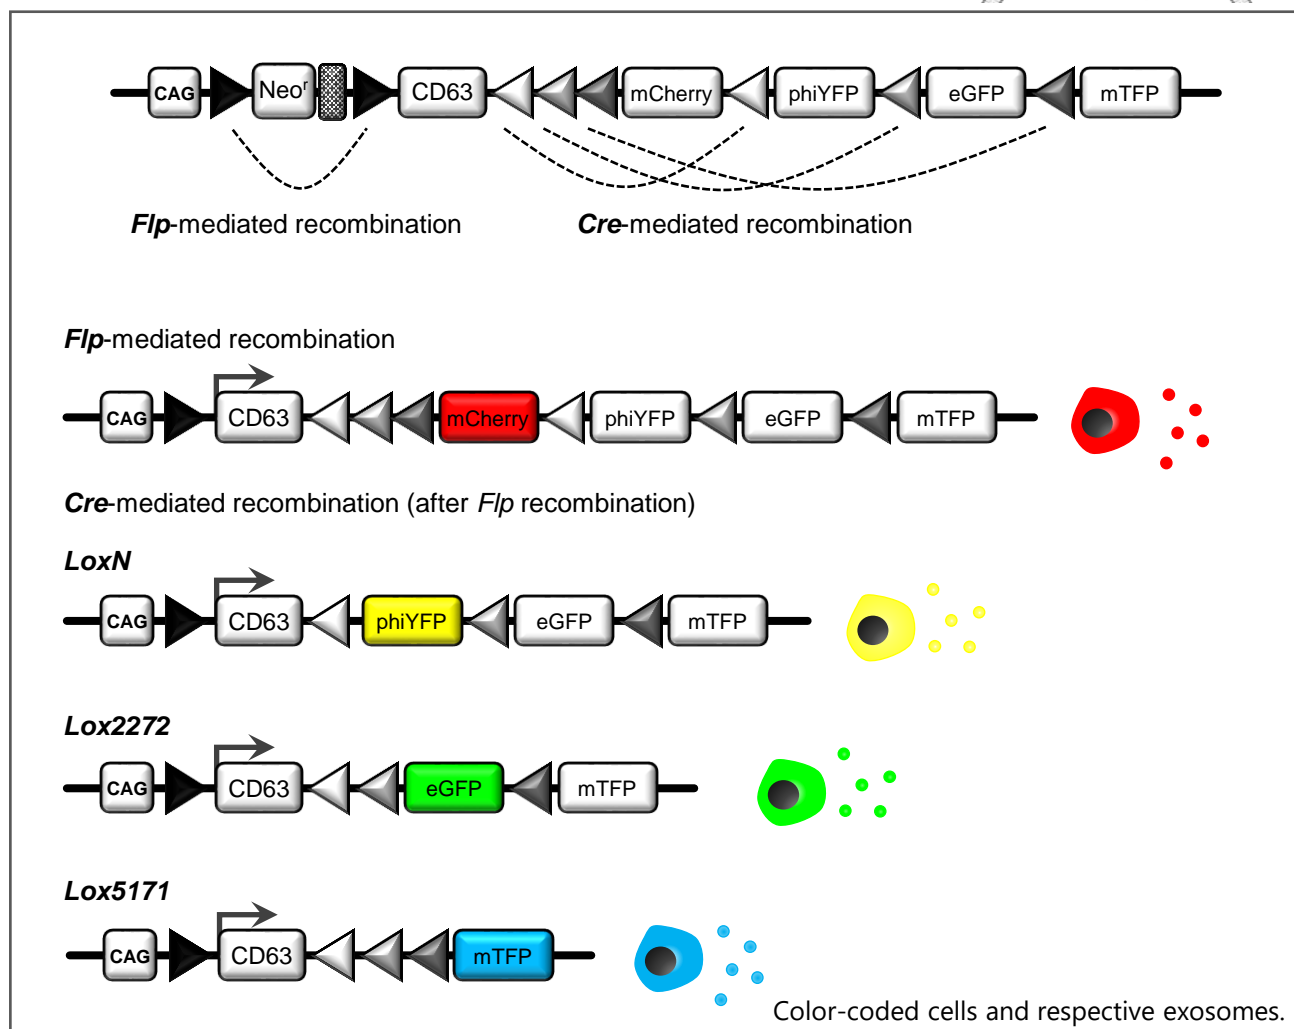 CAG Neoʳ CD63 mCherry phiYFP eGFP mTFP
Flp-mediated recombination Cre-mediated recombination
Flp-mediated recombination
CAG CD63 mCherry phiYFP eGFP mTFP
Cre-mediated recombination (after Flp recombination)
LoxN
CAG CD63 phiYFP eGFP mTFP
Lox2272
CAG CD63 eGFP mTFP
Lox5171
CAG CD63 mTFP
Color-coded cells and respective exosomes.